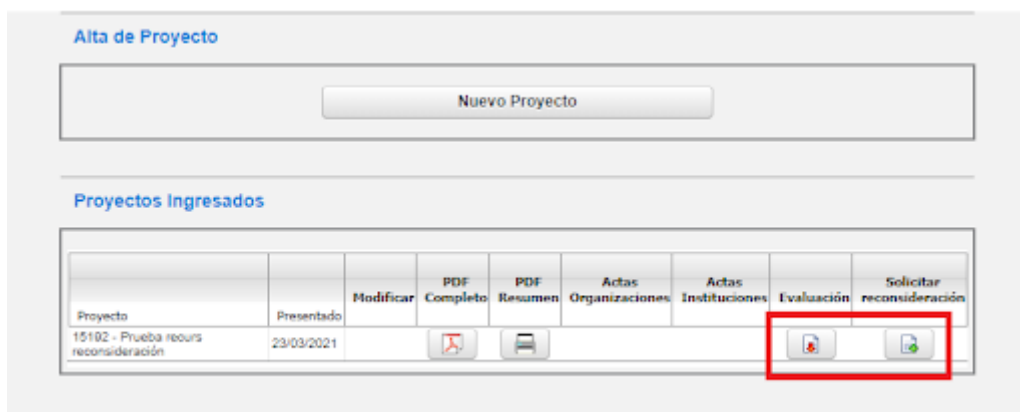 Alta de Proyecto
Nuevo Proyecto
Proyectos Ingresados
Proyecto Presentado Modificar PDF Completo PDF Resumen Actas Organizaciones Actas Instituciones Evaluación Solicitar reconsideración
15192 - Prueba recurs 23/03/2021
reconsideración